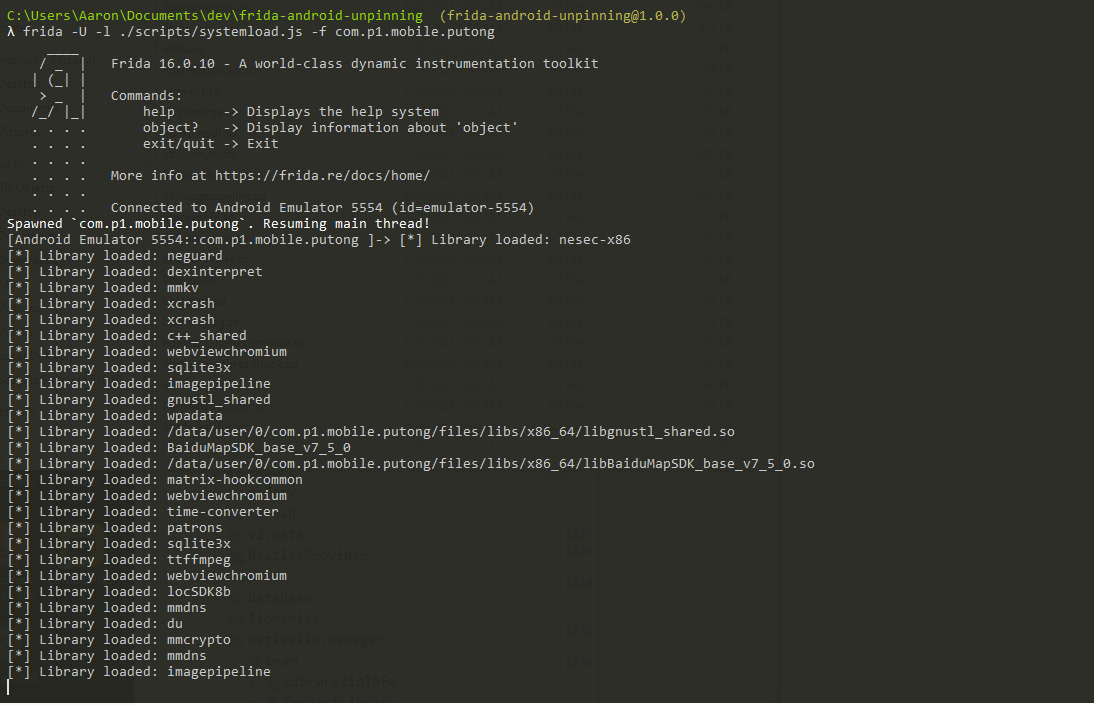 C:\Users\Aaron\Documents\dev\frida-android-unpinning (frida-android-unpinning@1.0.0)
λ frida -U -l ./scripts/systemload.js -f com.p1.mobile.putong
     ____
    / _  |   Frida 16.0.10 - A world-class dynamic instrumentation toolkit
   | (_| |
    > _  |   Commands:
   /_/ |_|       help      -> Displays the help system
   . . . .       object?   -> Display information about 'object'
   . . . .       exit/quit -> Exit
   . . . .
   . . . .   More info at https://frida.re/docs/home/
   . . . .
   . . . .   Connected to Android Emulator 5554 (id=emulator-5554)
Spawned `com.p1.mobile.putong`. Resuming main thread!
[Android Emulator 5554::com.p1.mobile.putong ]-> [*] Library loaded: nesec-x86
[*] Library loaded: neguard
[*] Library loaded: dexinterpret
[*] Library loaded: mmkv
[*] Library loaded: xcrash
[*] Library loaded: xcrash
[*] Library loaded: c++_shared
[*] Library loaded: webviewchromium
[*] Library loaded: sqlite3x
[*] Library loaded: imagepipeline
[*] Library loaded: gnustl_shared
[*] Library loaded: wpadata
[*] Library loaded: /data/user/0/com.p1.mobile.putong/files/libs/x86_64/libgnustl_shared.so
[*] Library loaded: BaiduMapSDK_base_v7_5_0
[*] Library loaded: /data/user/0/com.p1.mobile.putong/files/libs/x86_64/libBaiduMapSDK_base_v7_5_0.so
[*] Library loaded: matrix-hookcommon
[*] Library loaded: webviewchromium
[*] Library loaded: time-converter
[*] Library loaded: patrons
[*] Library loaded: sqlite3x
[*] Library loaded: ttffmpeg
[*] Library loaded: webviewchromium
[*] Library loaded: locSDK8b
[*] Library loaded: mmdns
[*] Library loaded: du
[*] Library loaded: mmcrypto
[*] Library loaded: mmdns
[*] Library loaded: imagepipeline